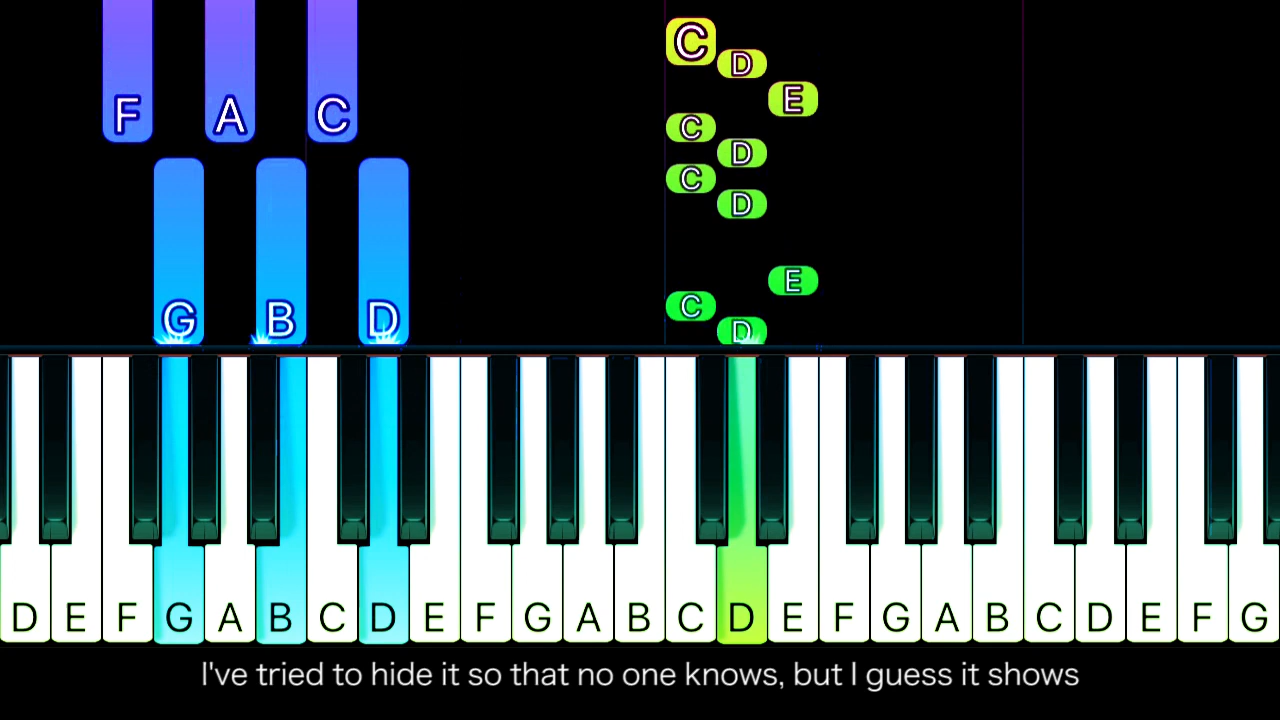 C
D
F A C E
C
D
C
D
E
G B D C
D
D E F G A B C D E F G A B C D E F G A B C D E F G
I've tried to hide it so that no one knows, but I guess it shows